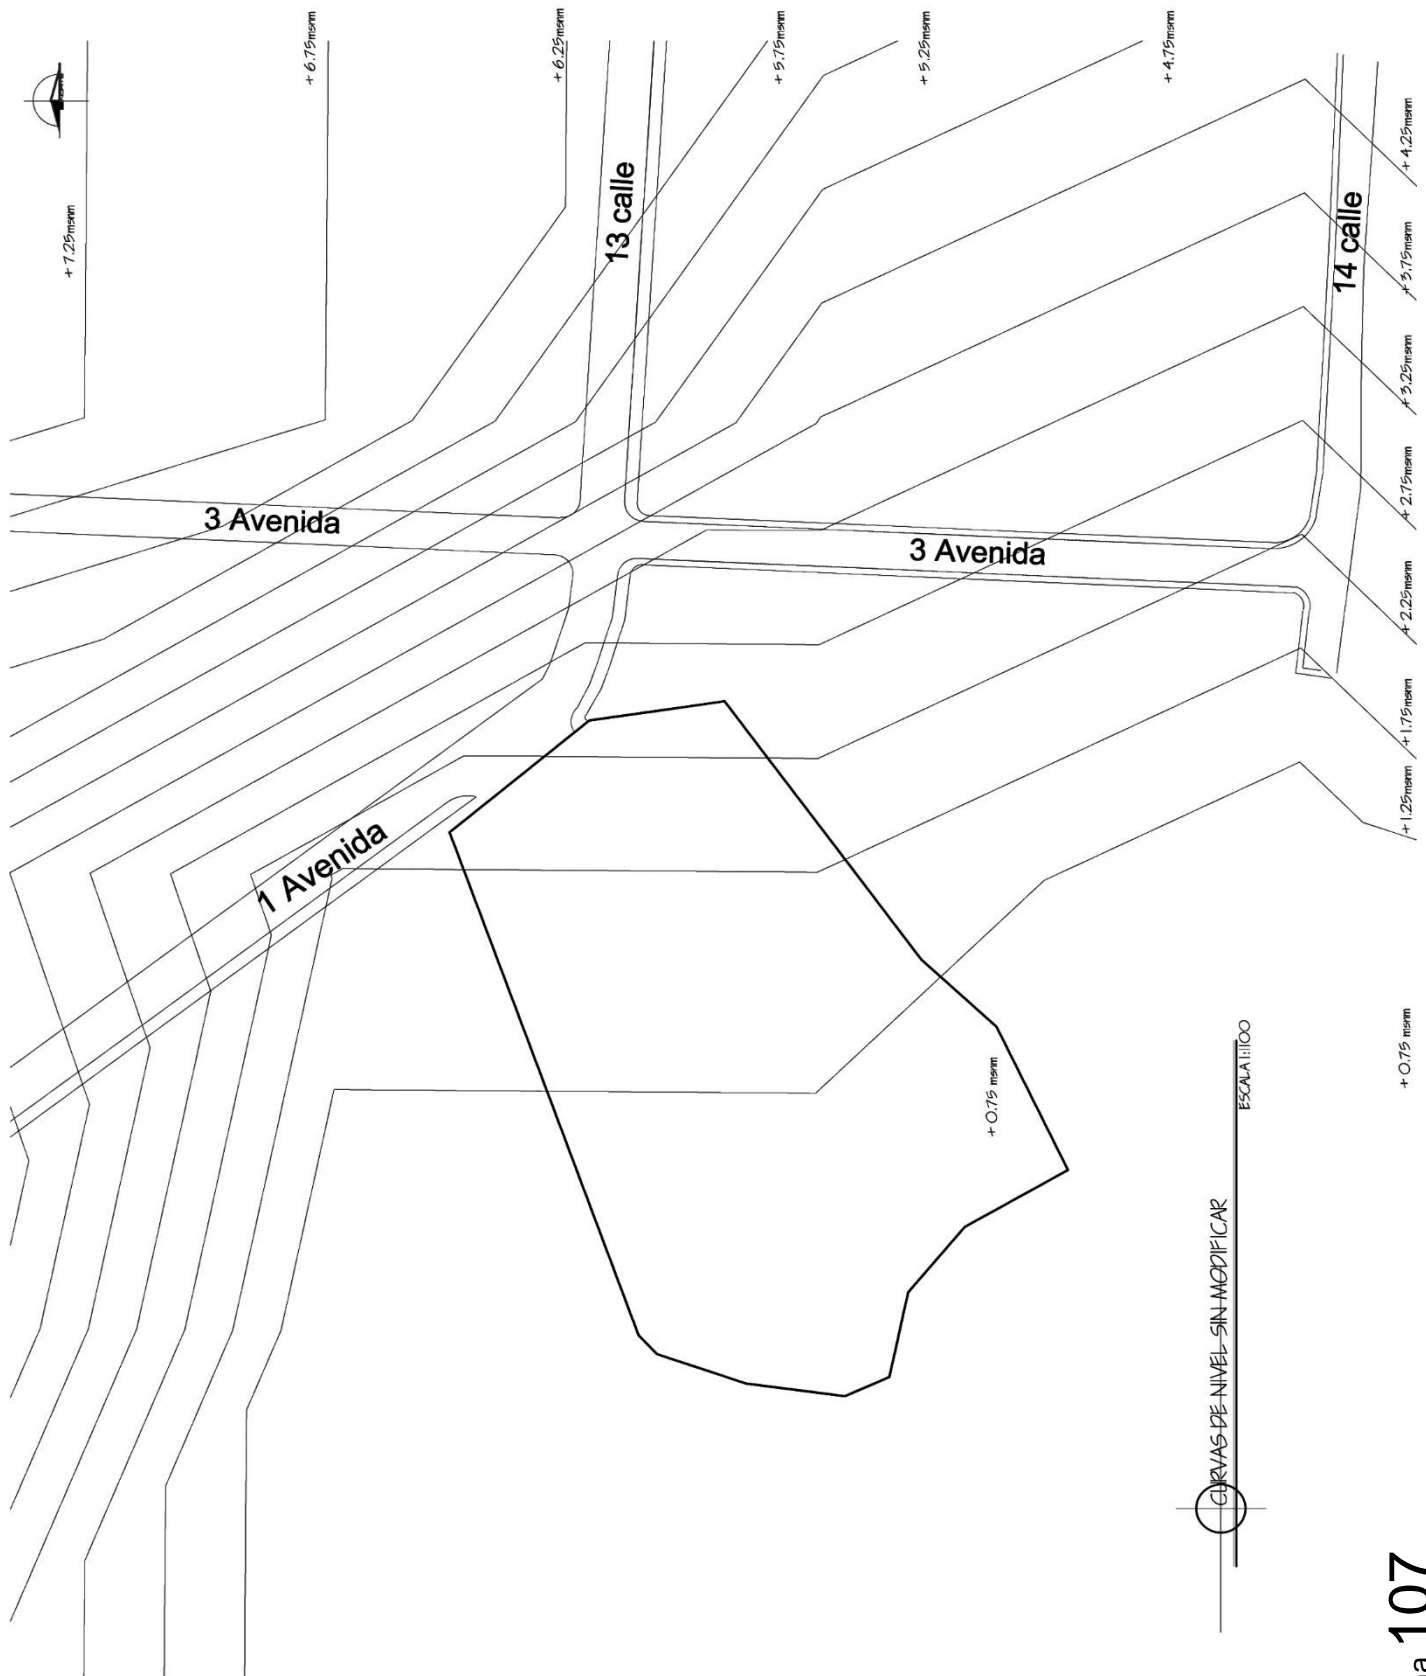 + 6.75msnm
+ 6.25msnm
+ 5.75msnm
+ 5.25msnm
+ 4.75msnm
+ 4.25msnm
+ 7.25msnm
13 calle
14 calle
+ 3.75msnm
+ 3.25msnm
+ 2.75msnm
3 Avenida
3 Avenida
+ 2.25msnm
+ 1.75msnm
+ 1.25msnm
1 Avenida
+ 0.75 msnm
+ 0.75 msnm
CURVAS DE NIVEL SIN MODIFICAR
ESCALA 1:1100
107